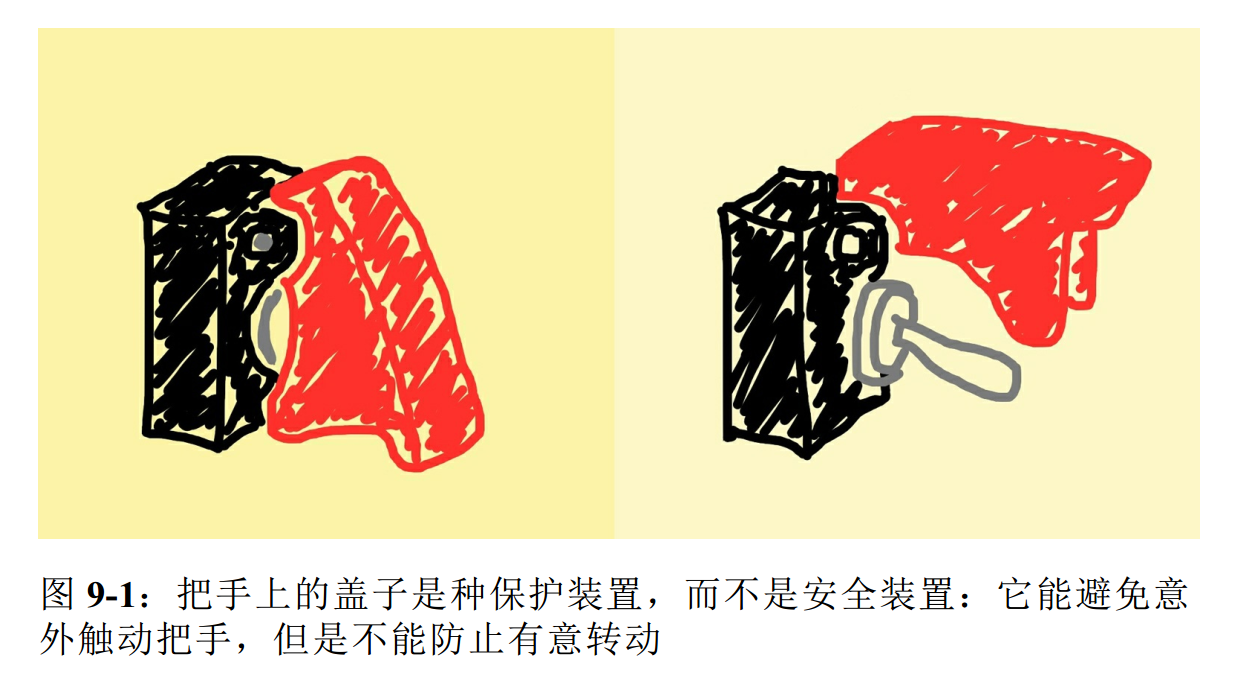 图 9-1：把手上的盖子是种保护装置，而不是安全装置：它能避免意
外触动把手，但是不能防止有意转动